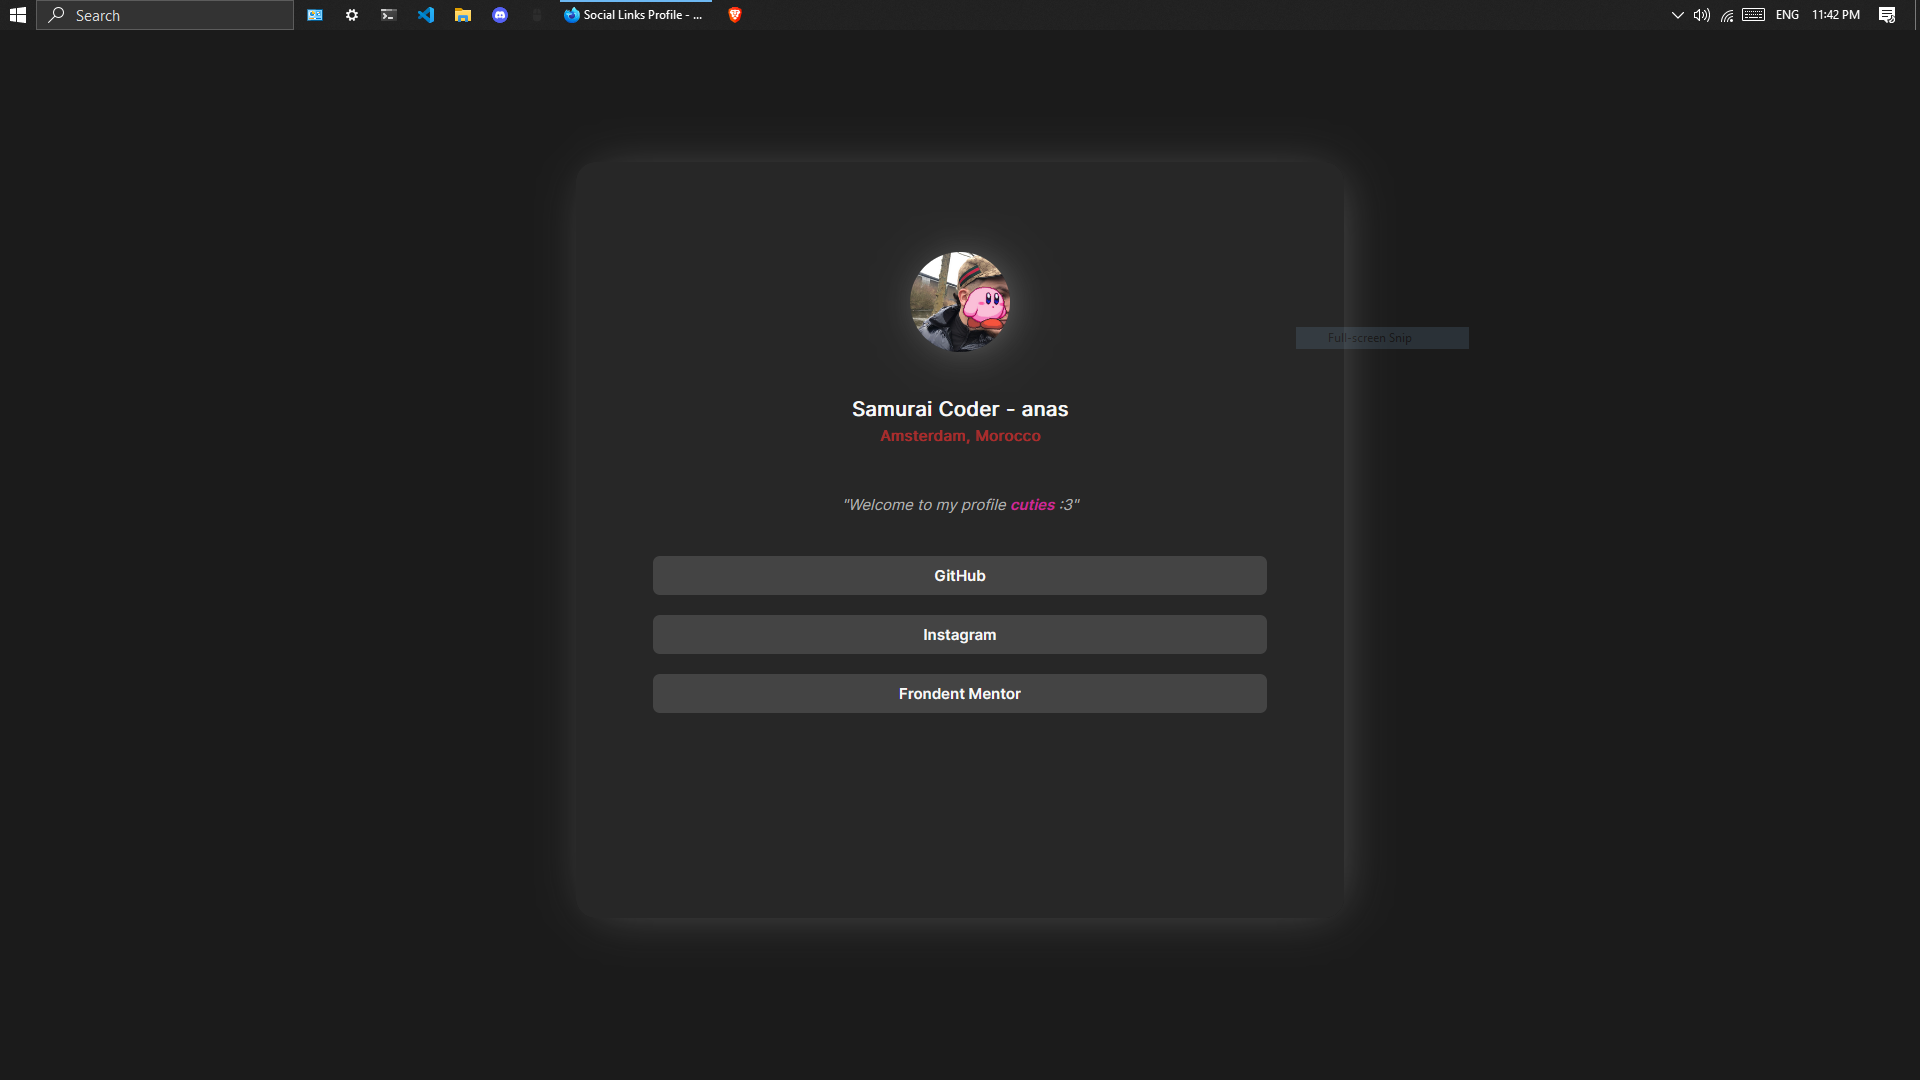 Search
Social Links Profile - ...
ENG
11:42 PM
Full-screen Snip
Samurai Coder - anas
Amsterdam, Morocco
"Welcome to my profile cuties :3"
GitHub
Instagram
Frondent Mentor